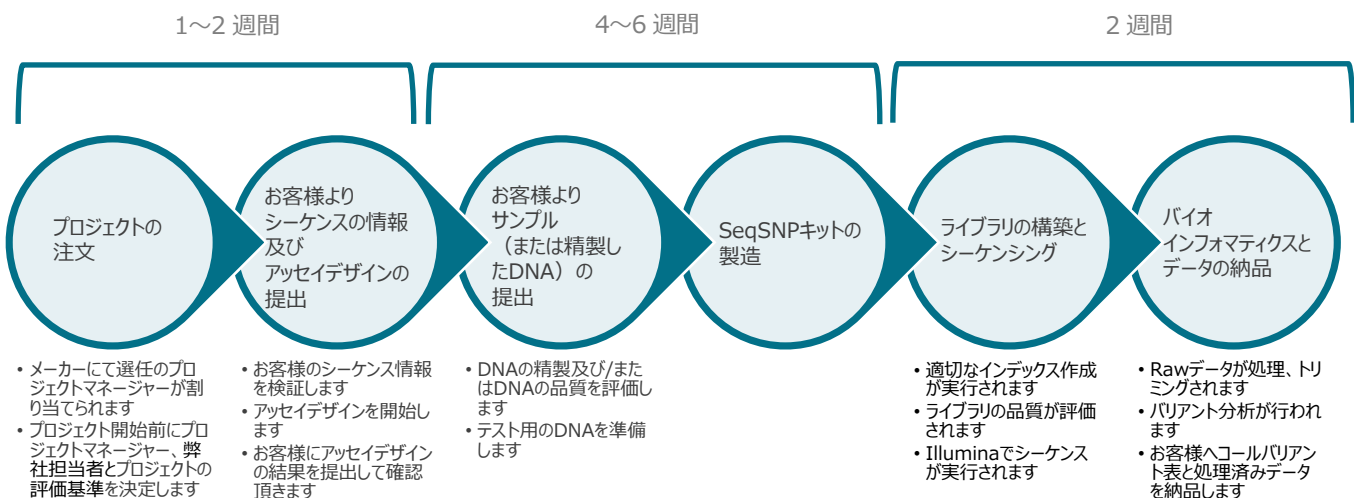 1～2 週間
4～6 週間
2 週間
プロジェクトの
注文
お客様より
シーケンスの情報
及び
アッセイデザインの
提出
お客様より
サンプル
（または精製し
たDNA）の
提出
SeqSNPキットの
製造
ライブラリの構築と
シーケンシング
バイオ
インフォマティクスと
データの納品
• メーカーにて選任のプロ
ジェクトマネージャーが割
り当てられます
• プロジェクト開始前にプロ
ジェクトマネージャー、弊
社担当者とプロジェクトの
評価基準を決定します
• お客様のシーケンス情報
を検証します
• アッセイデザインを開始し
ます
• お客様にアッセイデザイン
の結果を提出して確認
頂きます
• DNAの精製及び/また
はDNAの品質を評価し
ます
• テスト用のDNAを準備
します
• 適切なインデックス作成
が実行されます
• ライブラリの品質が評価
されます
• Illuminaでシーケンス
が実行されます
• Rawデータが処理、トリ
ミングされます
• バリアント分析が行われ
ます
• お客様へコールバリアン
ト表と処理済みデータ
を納品します